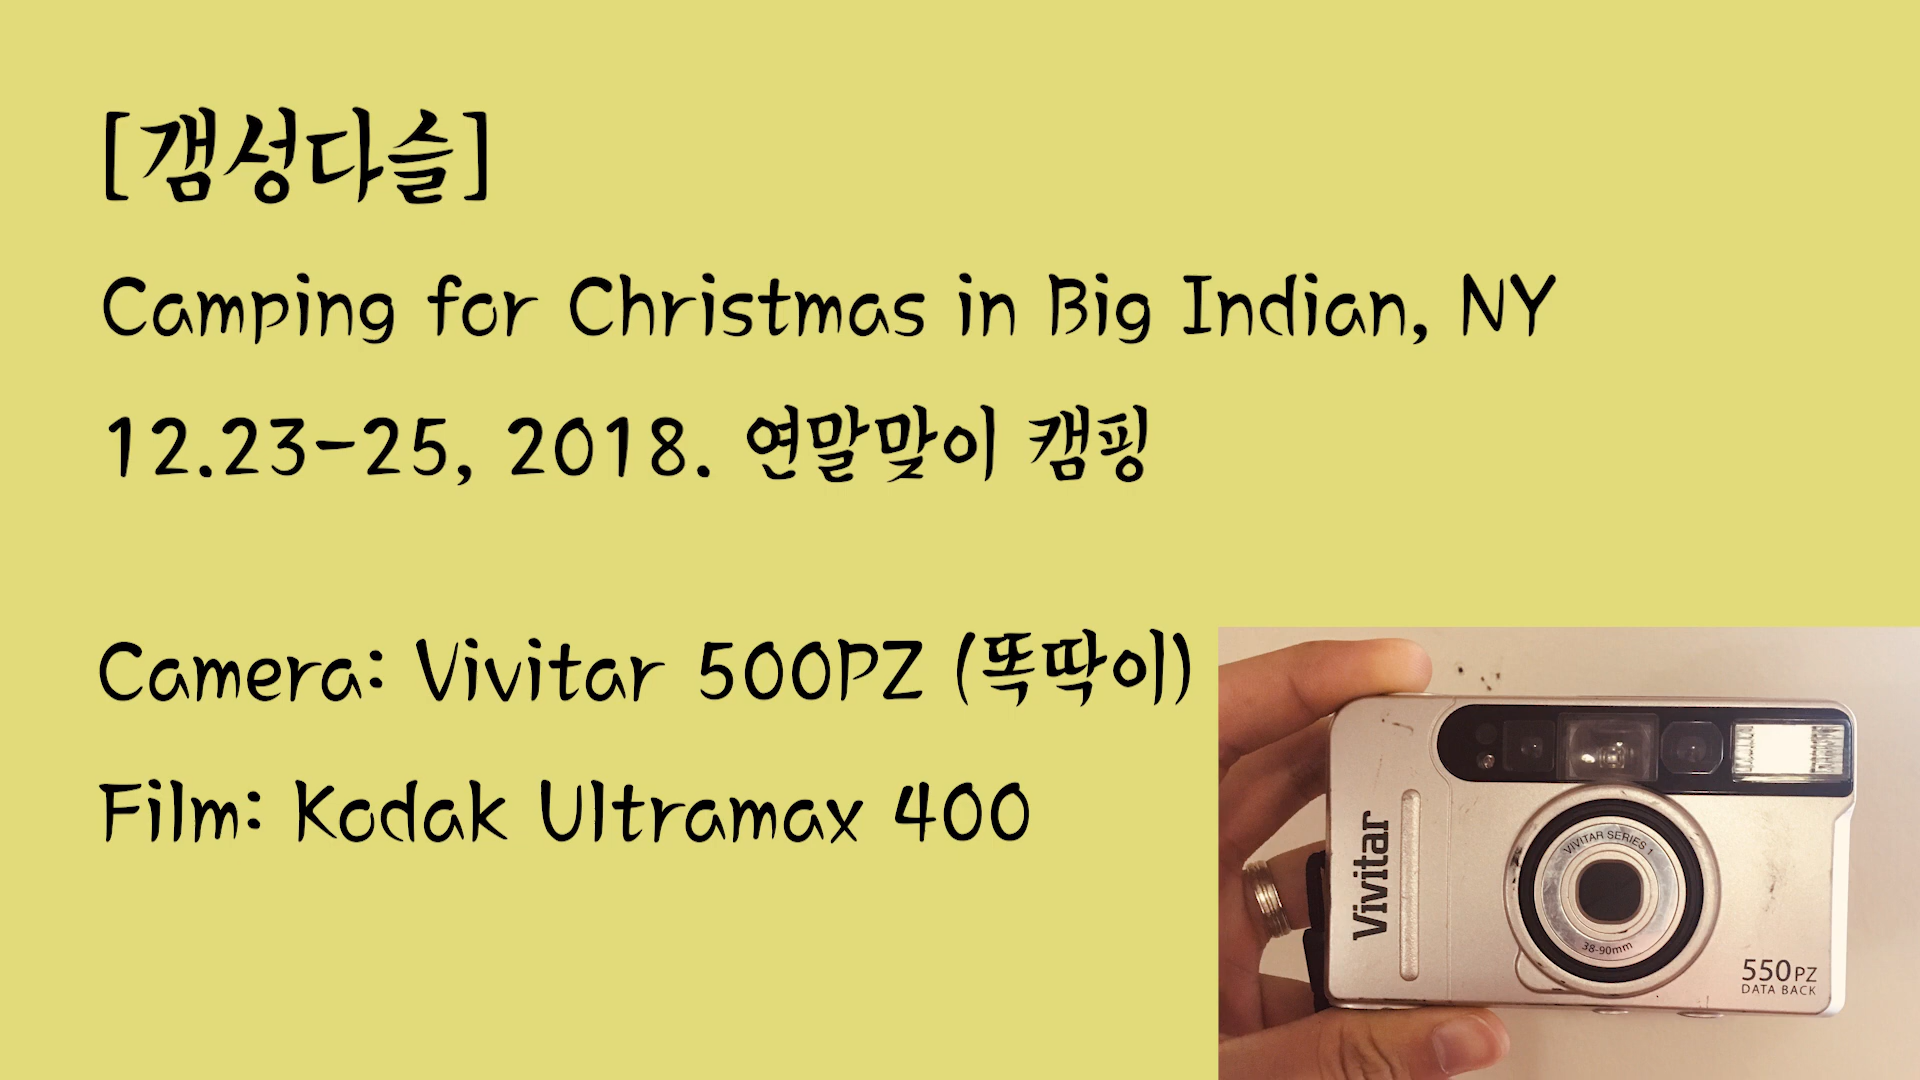 [갬성다슬]
Camping for Christmas in Big Indian, NY
12.23-25, 2018. 연말맞이 캠핑
Camera: Vivitar 500PZ (똑딱이)
Film: Kodak Ultramax 400
Vivitar
VIVITAR SERIES 1
38-90mm
550PZ
DATA BACK